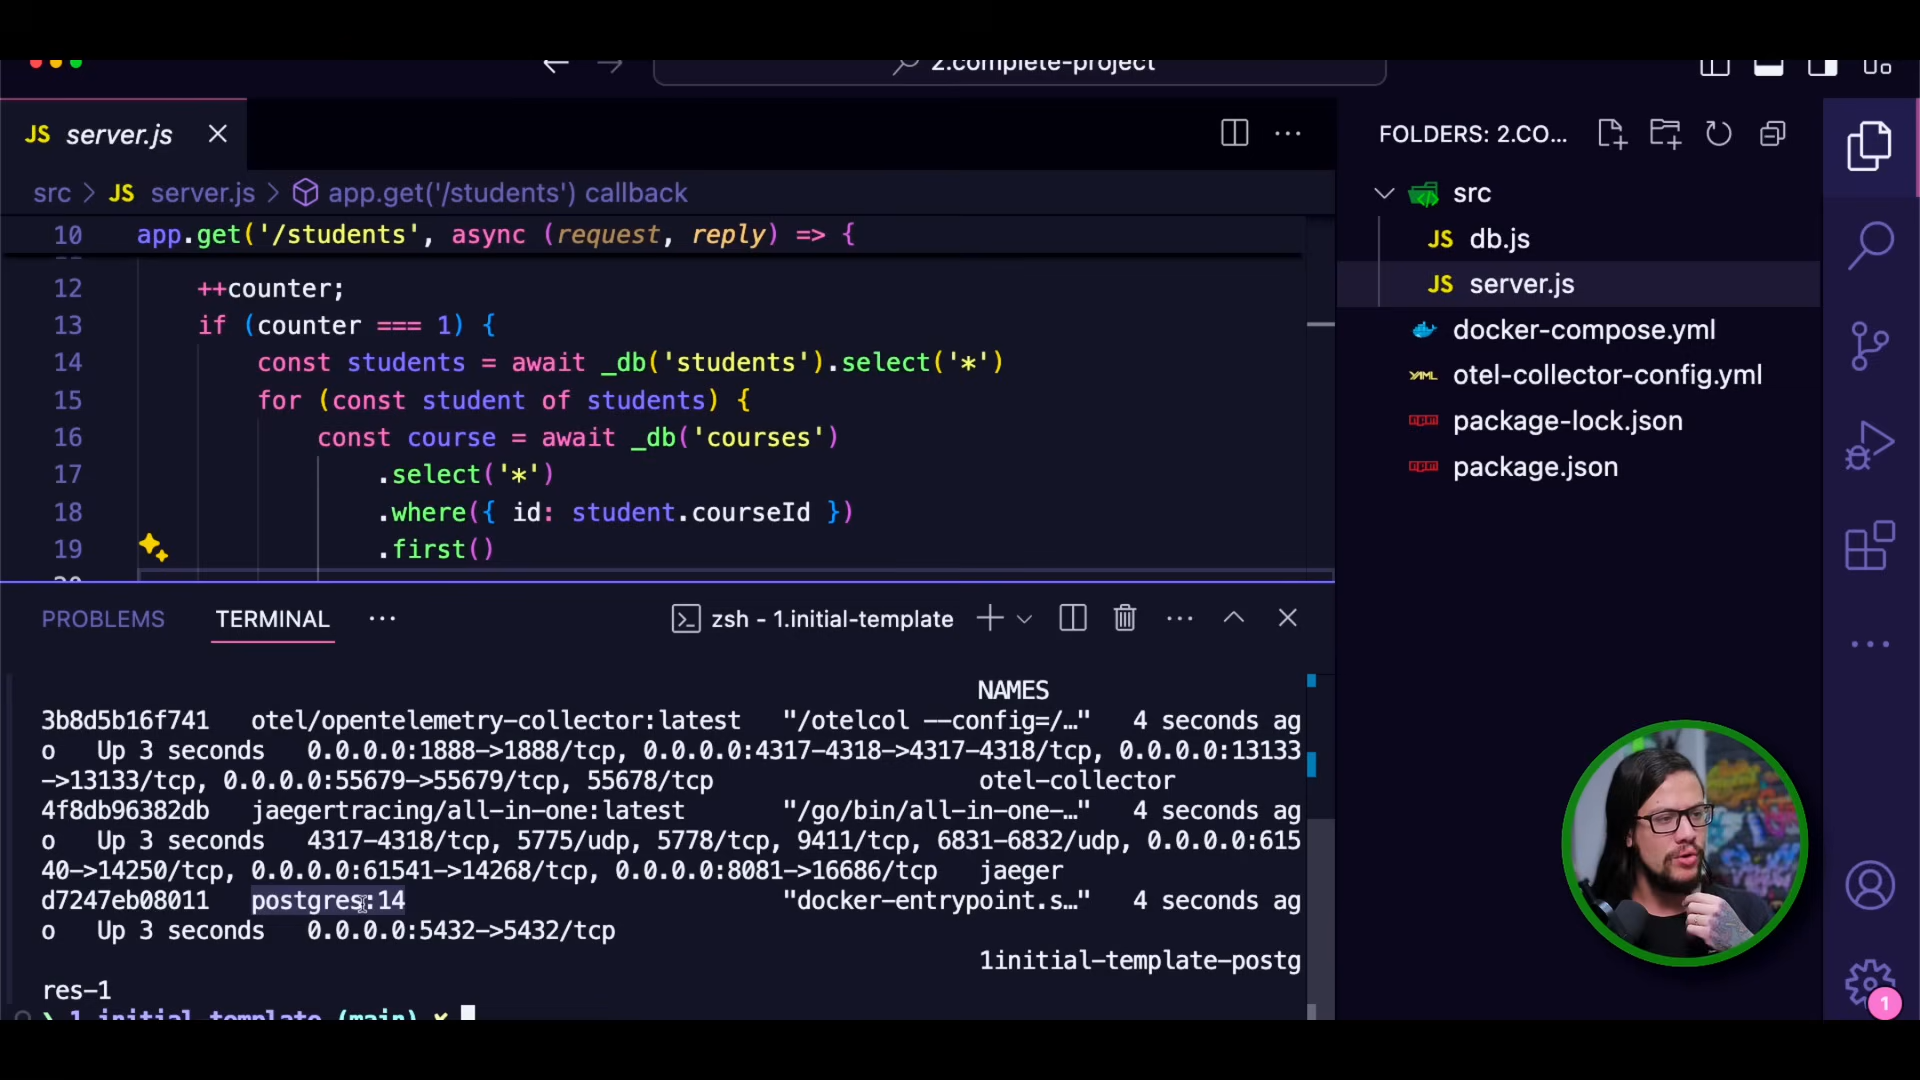 2.complete-project
JS server.js
FOLDERS: 2.CO...
src > JS server.js > app.get('/students') callback
10 app.get('/students', async (request, reply) => {
12 ++counter;
13 if (counter === 1) {
14 const students = await _db('students').select('*')
15 for (const student of students) {
16 const course = await _db('courses')
17 .select('*')
18 .where({ id: student.courseId })
19 .first()
20
src
JS db.js
JS server.js
docker-compose.yml
YAML otel-collector-config.yml
npm package-lock.json
npm package.json
PROBLEMS TERMINAL ... zsh - 1.initial-template
NAMES
3b8d5b16f741 otel/opentelemetry-collector:latest "/otelcol --config=/…" 4 seconds ag
o Up 3 seconds 0.0.0.0:1888->1888/tcp, 0.0.0.0:4317-4318->4317-4318/tcp, 0.0.0.0:13133
->13133/tcp, 0.0.0.0:55679->55679/tcp, 55678/tcp otel-collector
4f8db96382db jaegertracing/all-in-one:latest "/go/bin/all-in-one-…" 4 seconds ag
o Up 3 seconds 4317-4318/tcp, 5775/udp, 5778/tcp, 9411/tcp, 6831-6832/udp, 0.0.0.0:615
40->14250/tcp, 0.0.0.0:61541->14268/tcp, 0.0.0.0:8081->16686/tcp jaeger
d7247eb08011 postgres:14 "docker-entrypoint.s…" 4 seconds ag
o Up 3 seconds 0.0.0.0:5432->5432/tcp
1initial-template-postg
res-1
1.initial-template (main) ✗
1